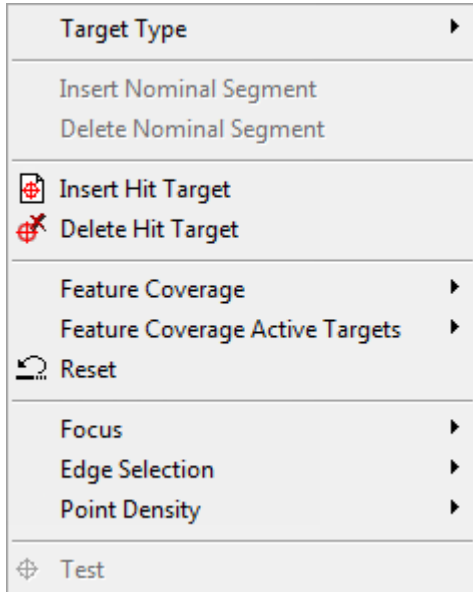 Target Type
Insert Nominal Segment
Delete Nominal Segment
Insert Hit Target
Delete Hit Target
Feature Coverage
Feature Coverage Active Targets
Reset
Focus
Edge Selection
Point Density
Test